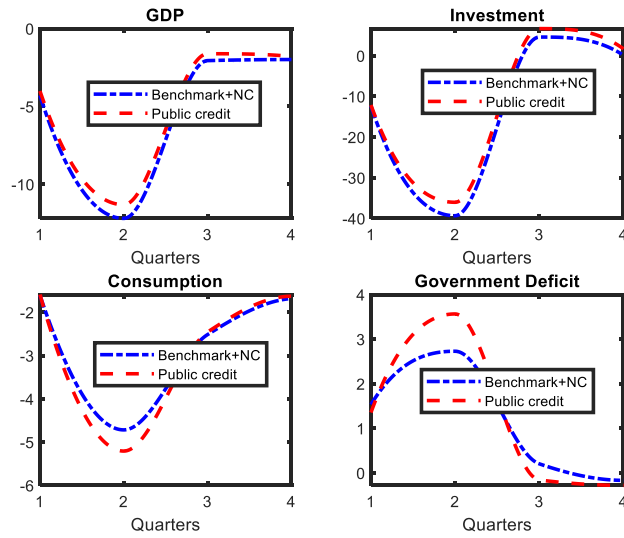 GDP
0
-5
-10
Benchmark+NC
Public credit
1 2 3 4
Quarters
Investment
0
-10
-20
-30
-40
Benchmark+NC
Public credit
1 2 3 4
Quarters
Consumption
-2
-3
-4
-5
-6
Benchmark+NC
Public credit
1 2 3 4
Quarters
Government Deficit
4
3
2
1
0
Benchmark+NC
Public credit
1 2 3 4
Quarters